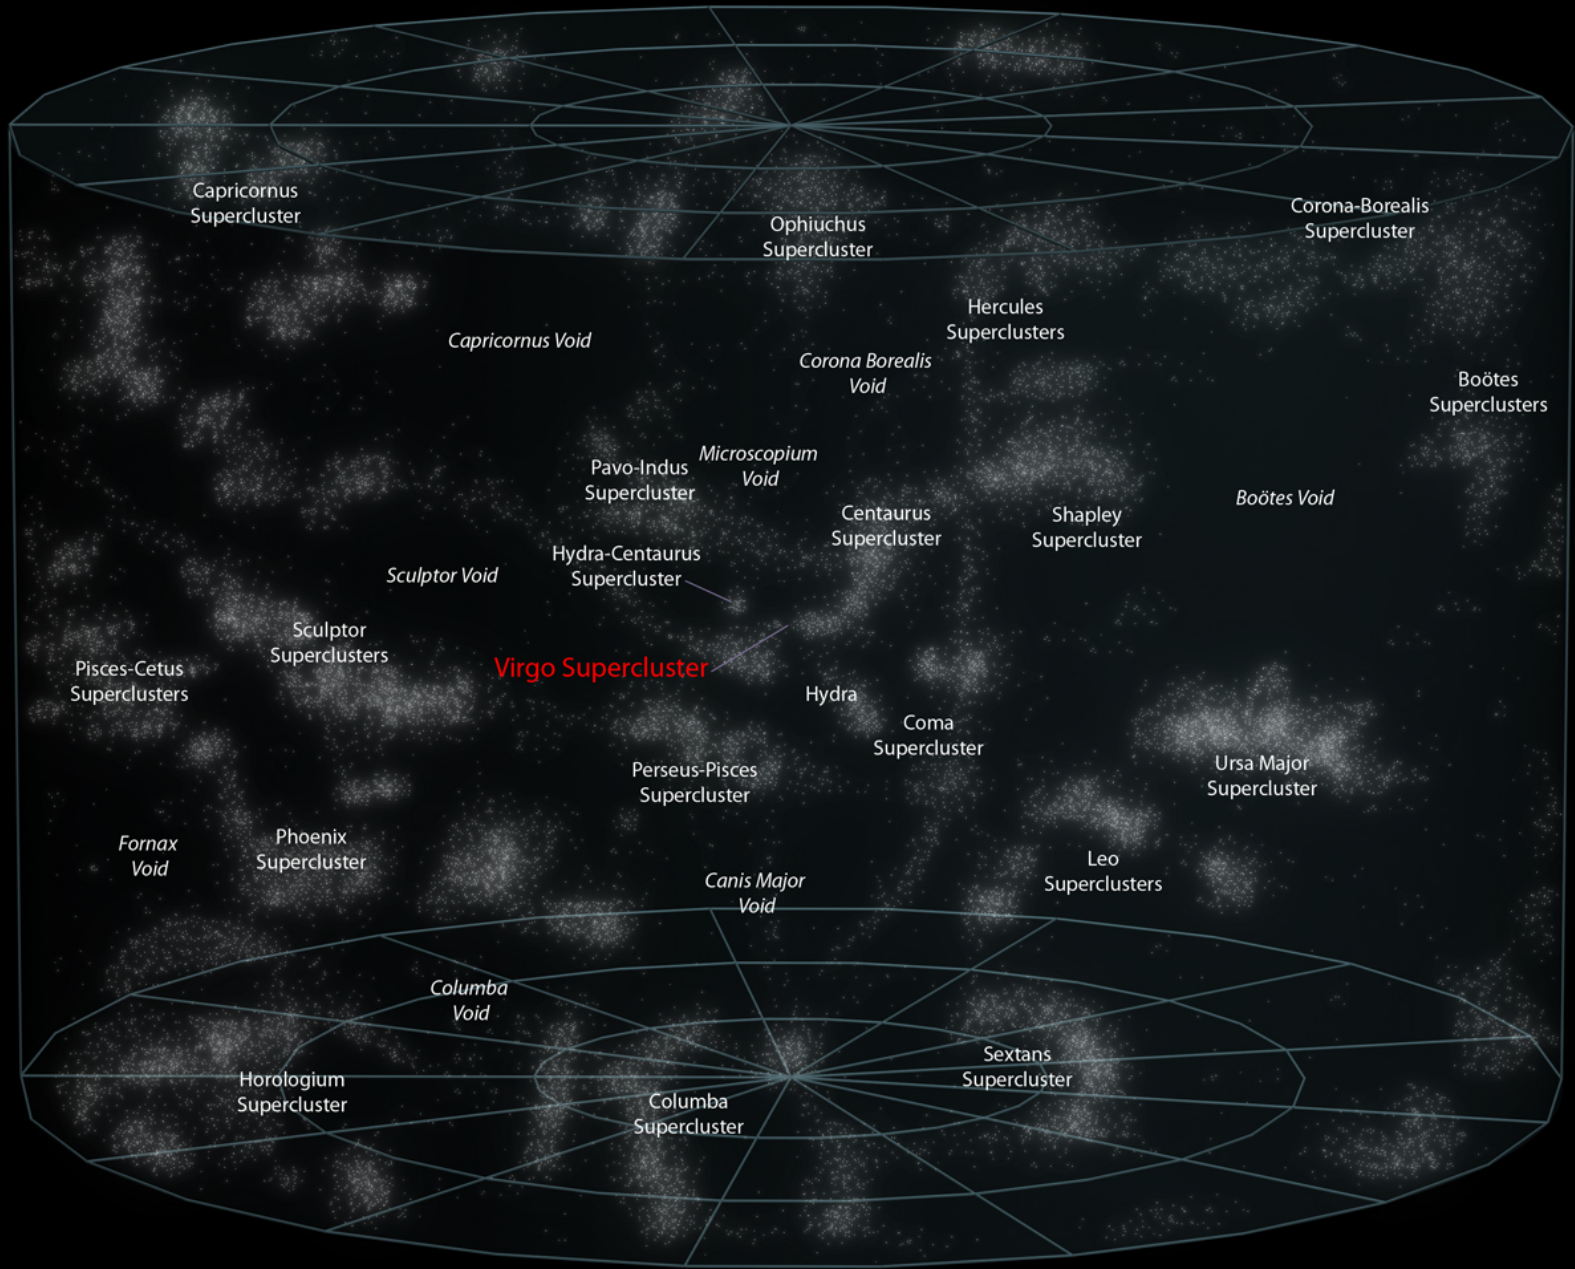 Capricornus
Supercluster
Ophiuchus
Supercluster
Corona-Borealis
Supercluster
Hercules
Superclusters
Capricornus Void
Corona Borealis
Void
Boötes
Superclusters
Pavo-Indus
Supercluster
Microscopium
Void
Centaurus
Supercluster
Shapley
Supercluster
Boötes Void
Hydra-Centaurus
Supercluster
Sculptor Void
Sculptor
Superclusters
Pisces-Cetus
Superclusters
Virgo Supercluster
Hydra
Coma
Supercluster
Perseus-Pisces
Supercluster
Ursa Major
Supercluster
Fornax
Void
Phoenix
Supercluster
Leo
Superclusters
Canis Major
Void
Columba
Void
Horologium
Supercluster
Columba
Supercluster
Sextans
Supercluster